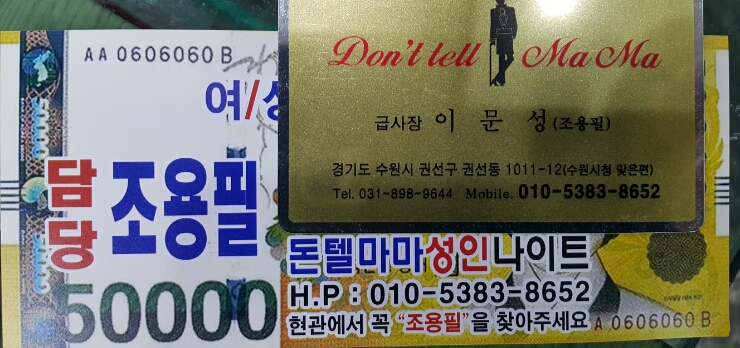 Don't tell MaMa
급사장 이 문 성 (조용필)
경기도 수원시 권선구 권선동 1011-12(수원시청 맞은편)
Tel. 031-898-9644 Mobile. 010-5383-8652
AA 0606060 B
여/성
담당 조용필
50000
돈텔마마성인나이트
H.P : 010-5383-8652
현관에서 꼭 "조용필"을 찾아주세요
A 0606060 B